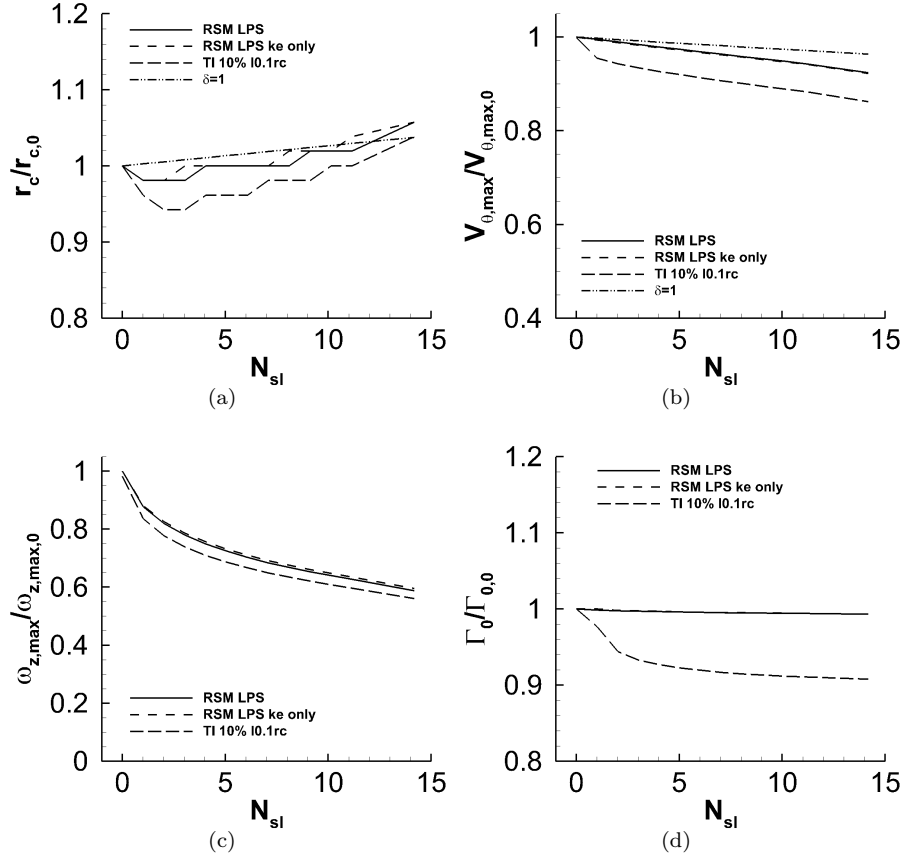 1.2
1.1
1
0.9
0.8
r_c/r_c,0
RSM LPS
RSM LPS ke only
TI 10% l0.1rc
δ=1
0 5 10 15
N_sl
(a)
1
0.8
0.6
0.4
V_θ,max/V_θ,max,0
RSM LPS
RSM LPS ke only
TI 10% l0.1rc
δ=1
0 5 10 15
N_sl
(b)
1
0.8
0.6
0.4
0.2
0
ω_z,max/ω_z,max,0
RSM LPS
RSM LPS ke only
TI 10% l0.1rc
0 5 10 15
N_sl
(c)
1.2
1.1
1
0.9
0.8
Γ_0/Γ_0,0
RSM LPS
RSM LPS ke only
TI 10% l0.1rc
0 5 10 15
N_sl
(d)